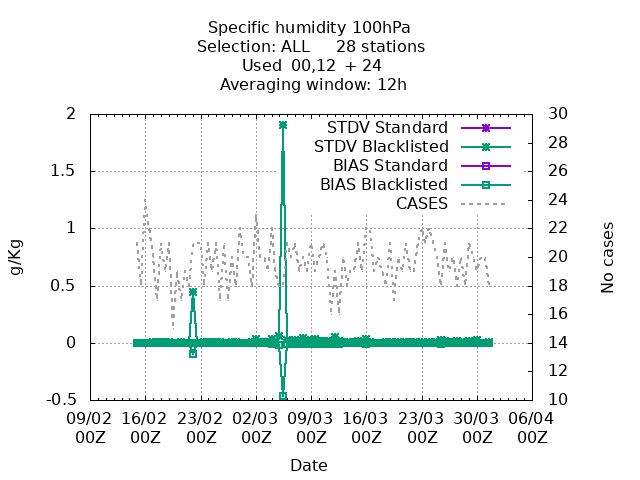 Specific humidity 100hPa
Selection: ALL 28 stations
Used 00,12 + 24
Averaging window: 12h
2
1.5
1
0.5
0
-0.5
g/Kg
30
28
26
24
22
20
18
16
14
12
10
No cases
STDV Standard
STDV Blacklisted
BIAS Standard
BIAS Blacklisted
CASES
09/02 16/02 23/02 02/03 09/03 16/03 23/03 30/03 06/04
00Z 00Z 00Z 00Z 00Z 00Z 00Z 00Z 00Z
Date